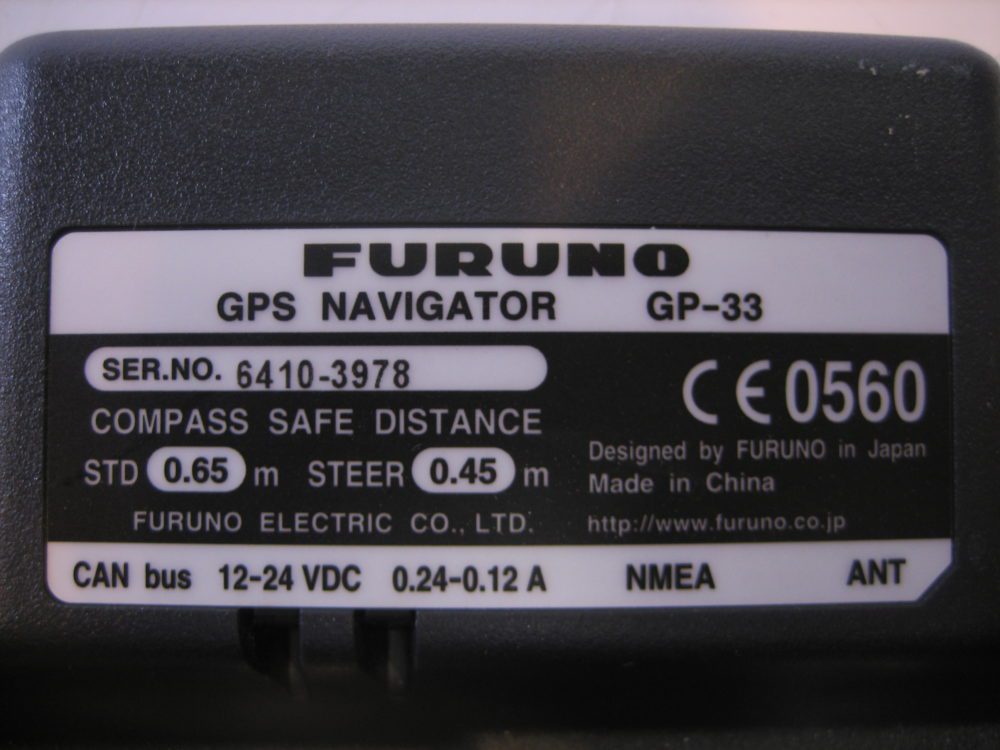 FURUNO
GPS NAVIGATOR GP-33
SER.NO. 6410-3978
CE 0560
COMPASS SAFE DISTANCE
STD 0.65 m STEER 0.45 m
Designed by FURUNO in Japan
Made in China
FURUNO ELECTRIC CO., LTD. http://www.furuno.co.jp
CAN bus 12-24 VDC 0.24-0.12 A NMEA ANT